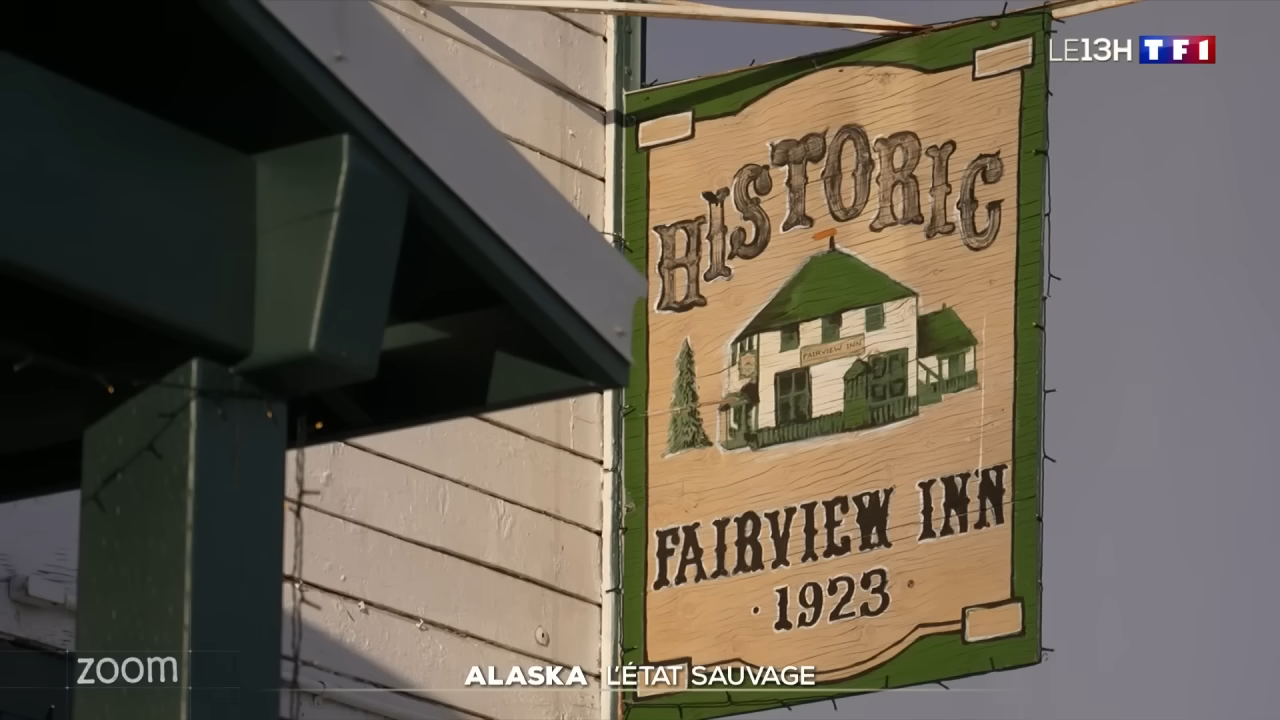 LE13H TF1
HISTORIC
FAIRVIEW INN
FAIRVIEW INN
·1923·
zoom
ALASKA L'ÉTAT SAUVAGE